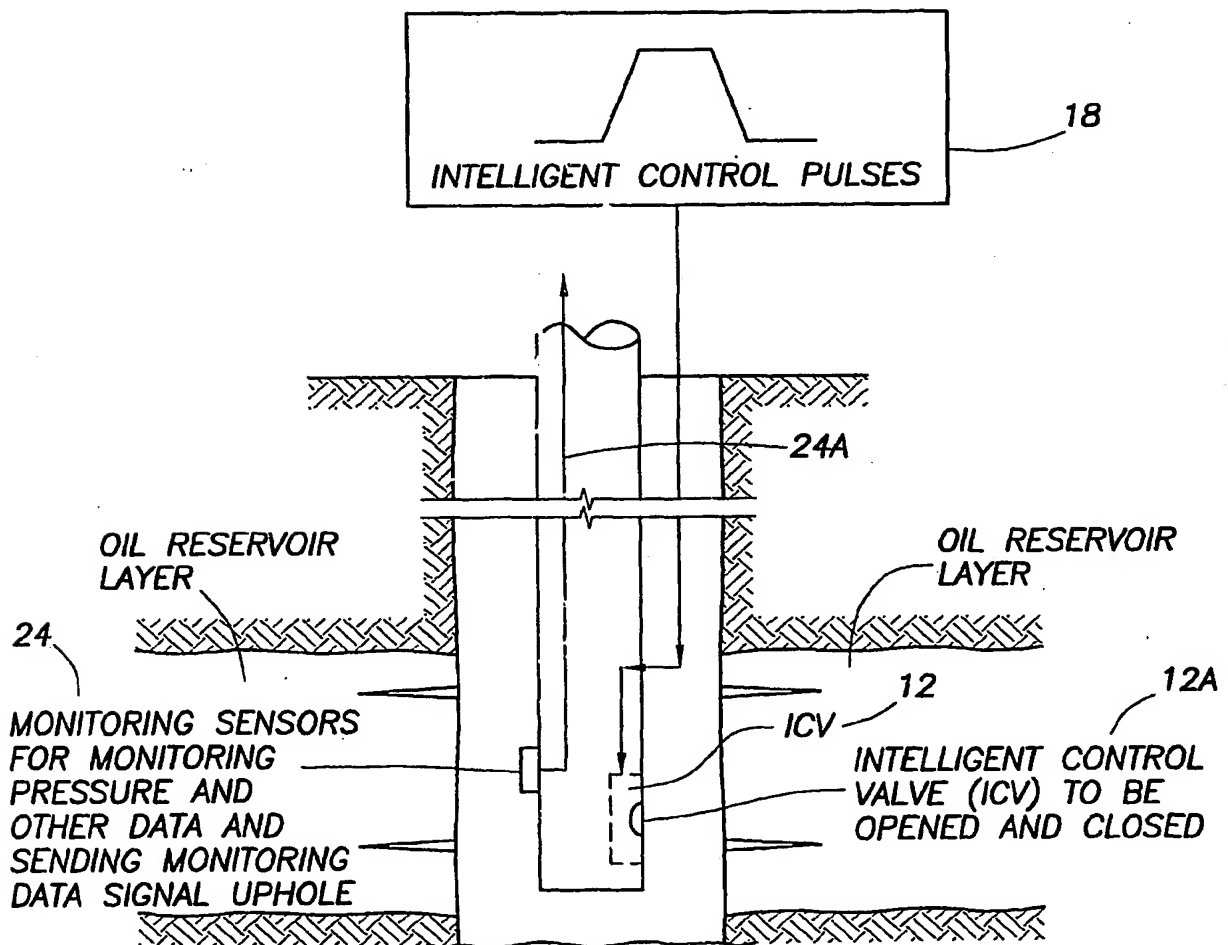 INTELLIGENT CONTROL PULSES
18
24A
OIL RESERVOIR
LAYER
OIL RESERVOIR
LAYER
24
MONITORING SENSORS
FOR MONITORING
PRESSURE AND
OTHER DATA AND
SENDING MONITORING
DATA SIGNAL UPHOLE
ICV
12
12A
INTELLIGENT CONTROL
VALVE (ICV) TO BE
OPENED AND CLOSED